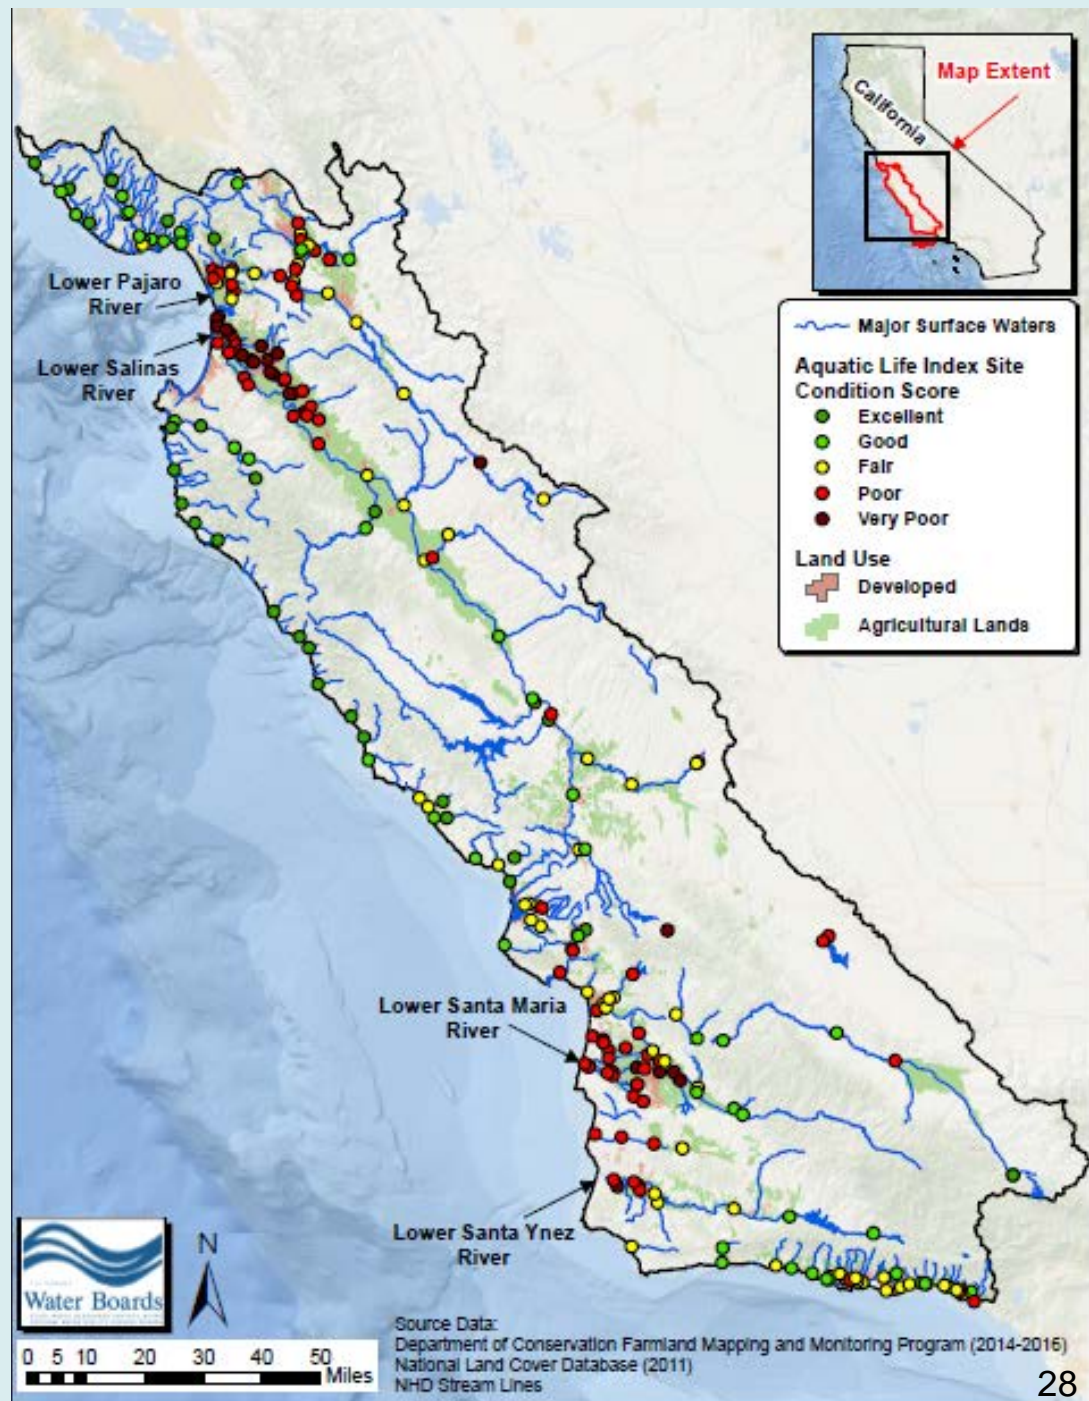 California
Map Extent
Major Surface Waters
Aquatic Life Index Site
Condition Score
Excellent
Good
Fair
Poor
Very Poor
Land Use
Developed
Agricultural Lands
Lower Pajaro
River
Lower Salinas
River
Lower Santa Maria
River
Lower Santa Ynez
River
Water Boards
N
0 5 10 20 30 40 50
Miles
Source Data:
Department of Conservation Farmland Mapping and Monitoring Program (2014-2016)
National Land Cover Database (2011)
NHD Stream Lines
28